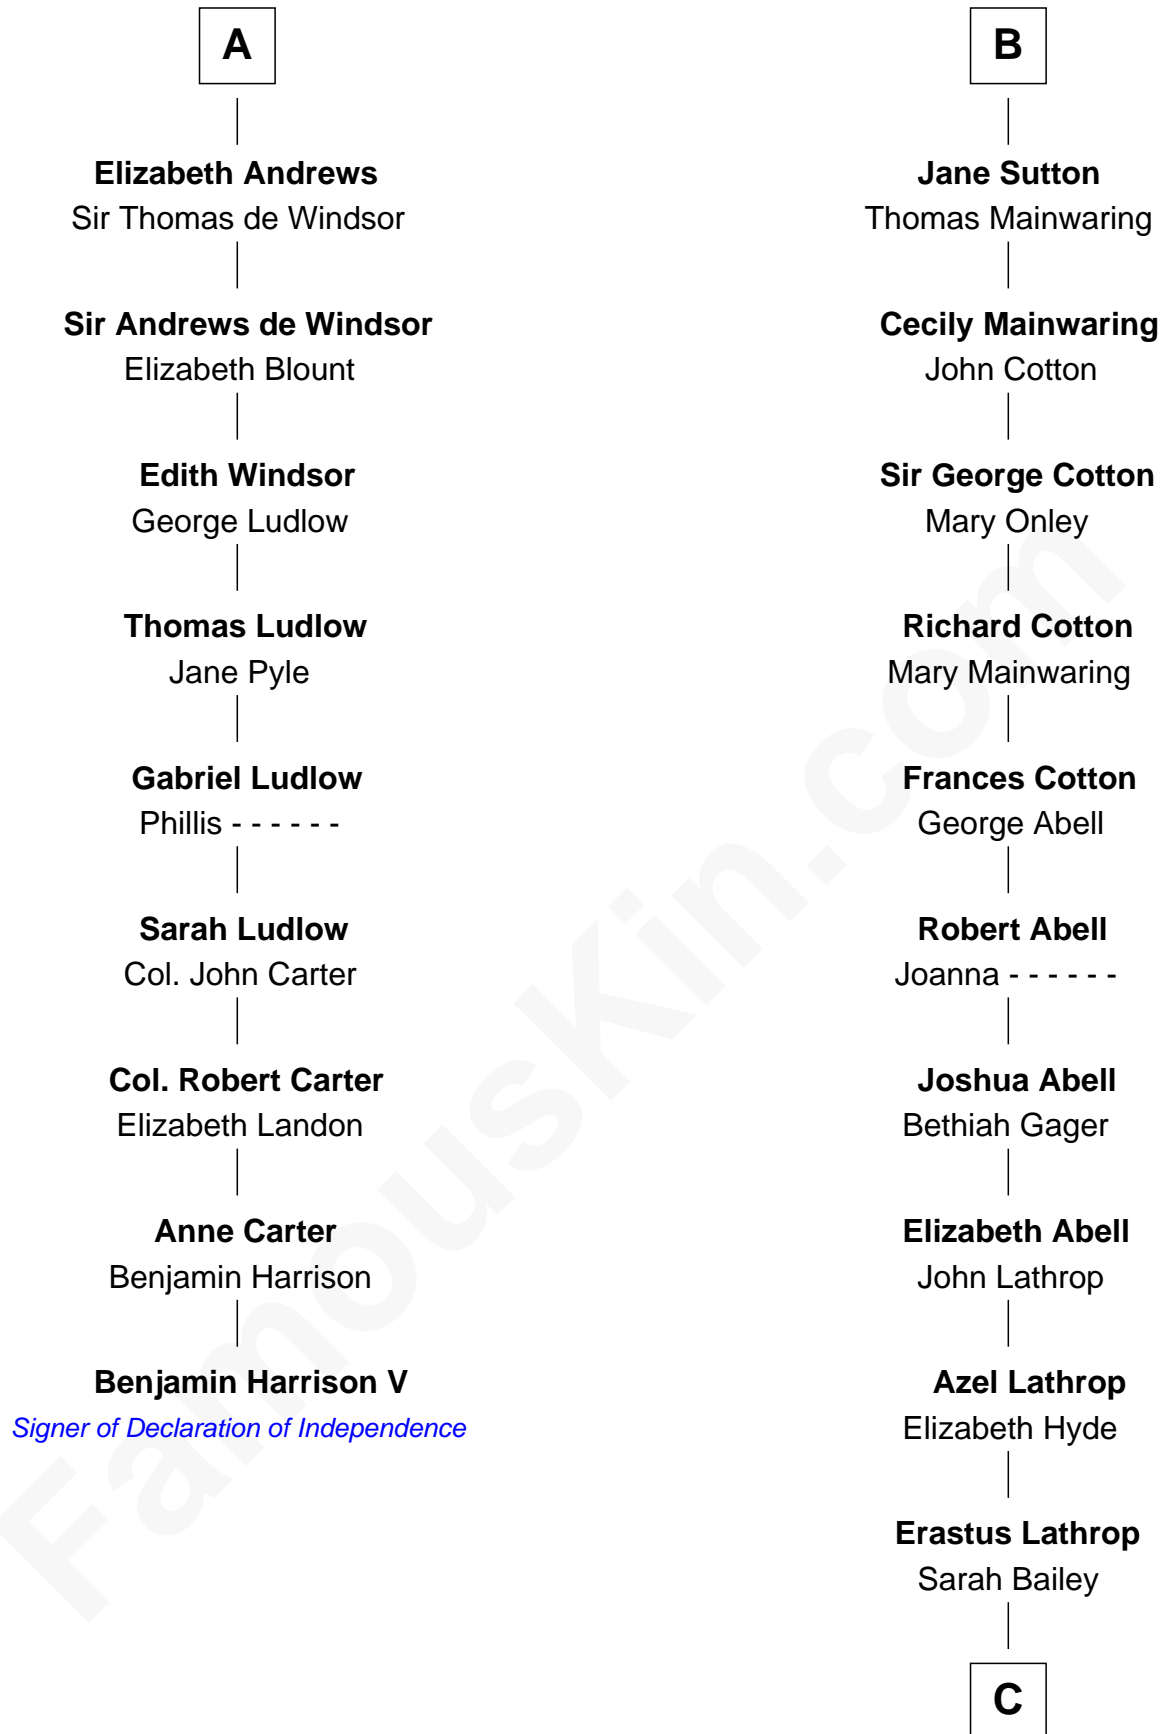 A
Elizabeth Andrews
Sir Thomas de Windsor
Sir Andrews de Windsor
Elizabeth Blount
Edith Windsor
George Ludlow
Thomas Ludlow
Jane Pyle
Gabriel Ludlow
Phillis - - - - - -
Sarah Ludlow
Col. John Carter
Col. Robert Carter
Elizabeth Landon
Anne Carter
Benjamin Harrison
Benjamin Harrison V
Signer of Declaration of Independence
B
Jane Sutton
Thomas Mainwaring
Cecily Mainwaring
John Cotton
Sir George Cotton
Mary Onley
Richard Cotton
Mary Mainwaring
Frances Cotton
George Abell
Robert Abell
Joanna - - - - - -
Joshua Abell
Bethiah Gager
Elizabeth Abell
John Lathrop
Azel Lathrop
Elizabeth Hyde
Erastus Lathrop
Sarah Bailey
C
FamousKin.com